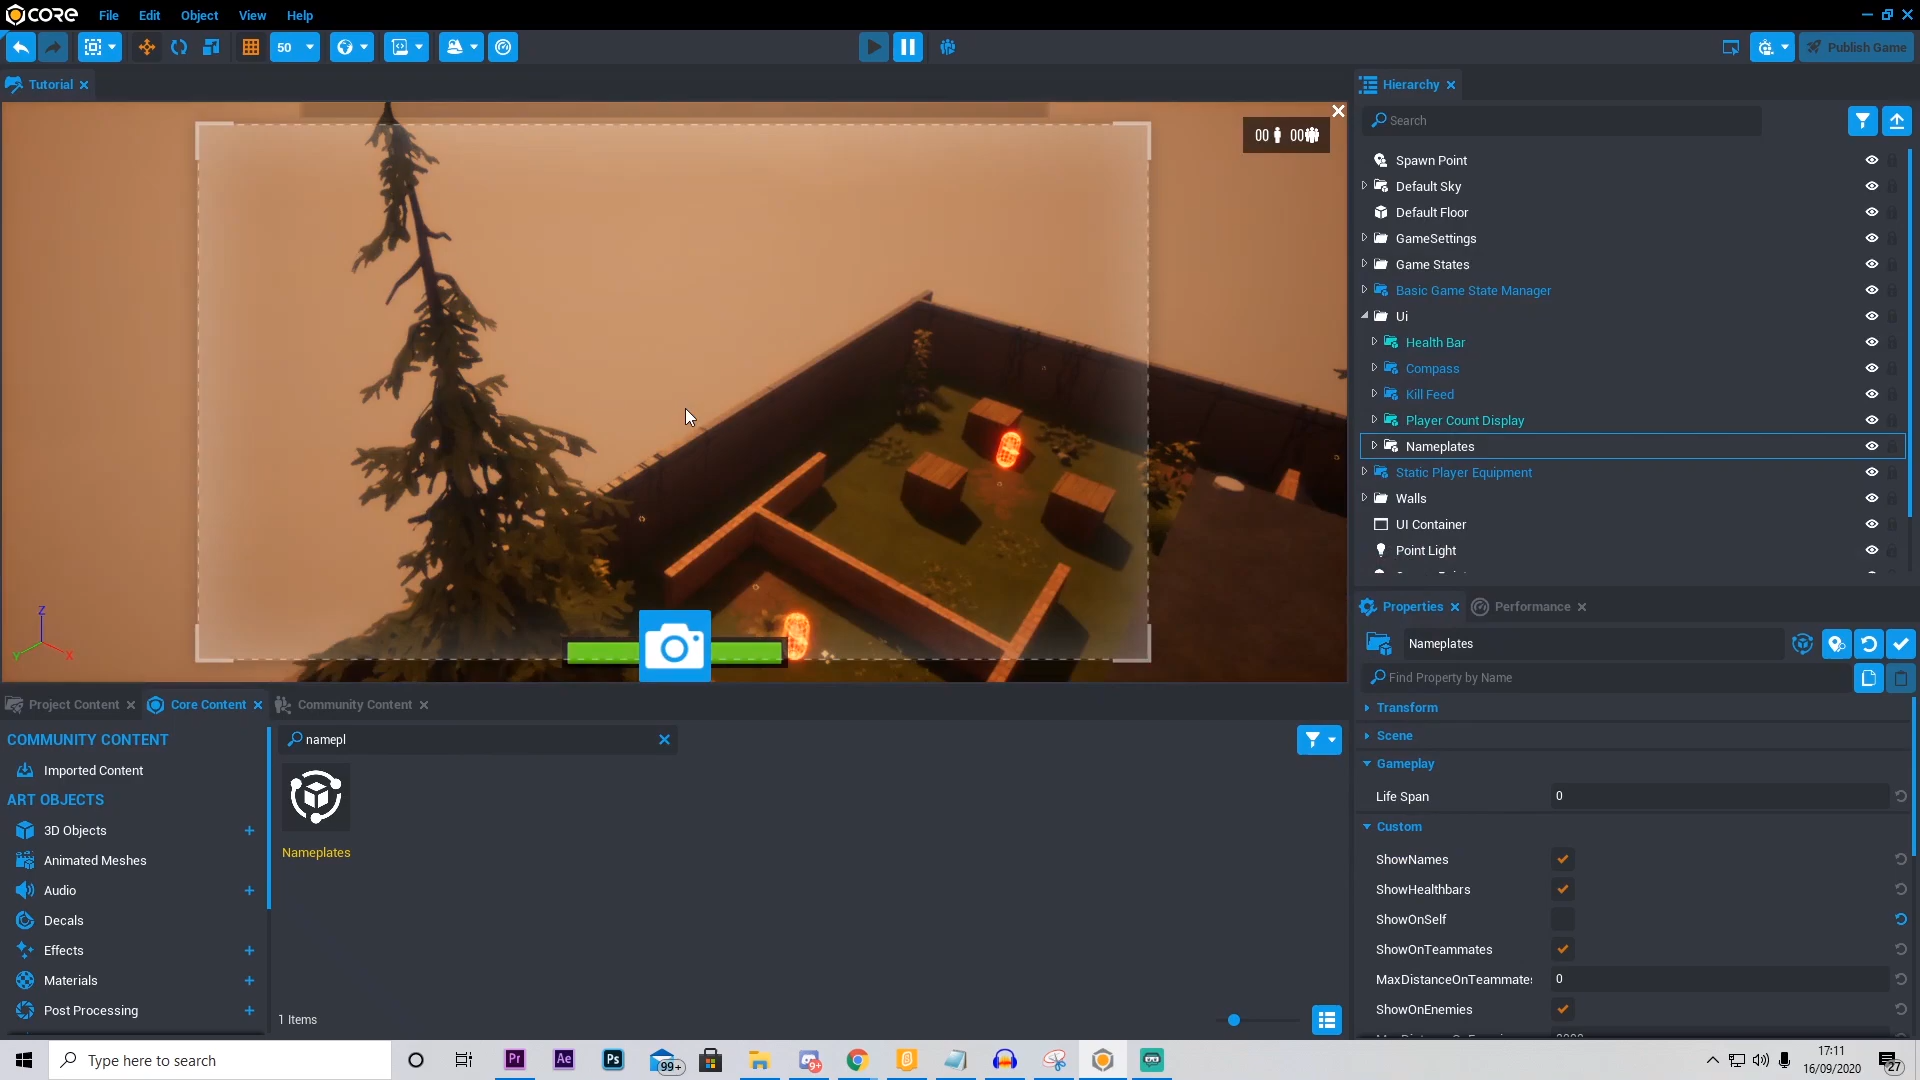 CORE
File
Edit
Object
View
Help
50
Publish Game
Tutorial
00 00
Hierarchy
Search
Spawn Point
Default Sky
Default Floor
GameSettings
Game States
Basic Game State Manager
Ui
Health Bar
Compass
Kill Feed
Player Count Display
Nameplates
Static Player Equipment
Walls
UI Container
Point Light
Z
Y
X
Properties
Performance
Nameplates
Find Property by Name
Transform
Scene
Gameplay
Life Span
0
Custom
ShowNames
ShowHealthbars
ShowOnSelf
ShowOnTeammates
MaxDistanceOnTeammates
0
ShowOnEnemies
Project Content
Core Content
Community Content
COMMUNITY CONTENT
Imported Content
ART OBJECTS
3D Objects
Animated Meshes
Audio
Decals
Effects
Materials
Post Processing
namepl
Nameplates
1 Items
Type here to search
Pr
Ae
Ps
99+
9+
17:11
16/09/2020
27